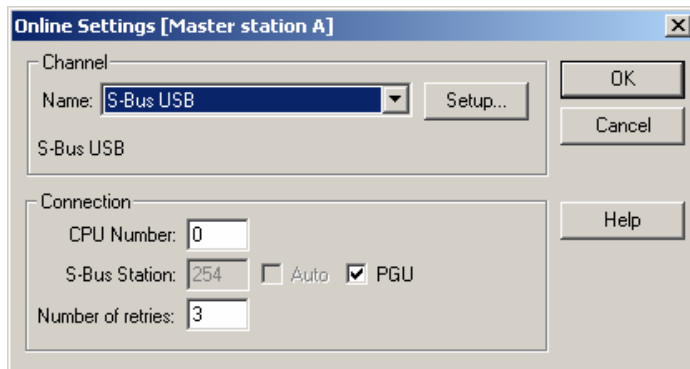 Online Settings [Master station A]
Channel
Name: S-Bus USB
Setup...
S-Bus USB
OK
Cancel
Connection
CPU Number: 0
S-Bus Station: 254 Auto PGU
Number of retries: 3
Help